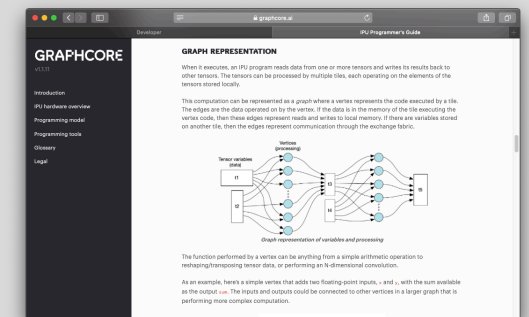 graphcore.ai
Developer
IPU Programmer's Guide
GRAPHCORE
v1.1.11
Introduction
IPU hardware overview
Programming model
Programming tools
Glossary
Legal
GRAPH REPRESENTATION
When it executes, an IPU program reads data from one or more tensors and writes its results back to
other tensors. The tensors can be processed by multiple tiles, each operating on the elements of the
tensors stored locally.
This computation can be represented as a graph where a vertex represents the code executed by a tile.
The edges are the data operated on by the vertex. If the data is in the memory of the tile executing the
vertex code, then these edges represent reads and writes to local memory. If there are variables stored
on another tile, then the edges represent communication through the exchange fabric.
Vertices
(processing)
Tensor variables
(data)
t1
t2
t3
t4
t5
Graph representation of variables and processing
The function performed by a vertex can be anything from a simple arithmetic operation to
reshaping/transposing tensor data, or performing an N-dimensional convolution.
As an example, here's a simple vertex that adds two floating-point inputs, x and y, with the sum available
as the output sum. The inputs and outputs could be connected to other vertices in a larger graph that is
performing more complex computation.